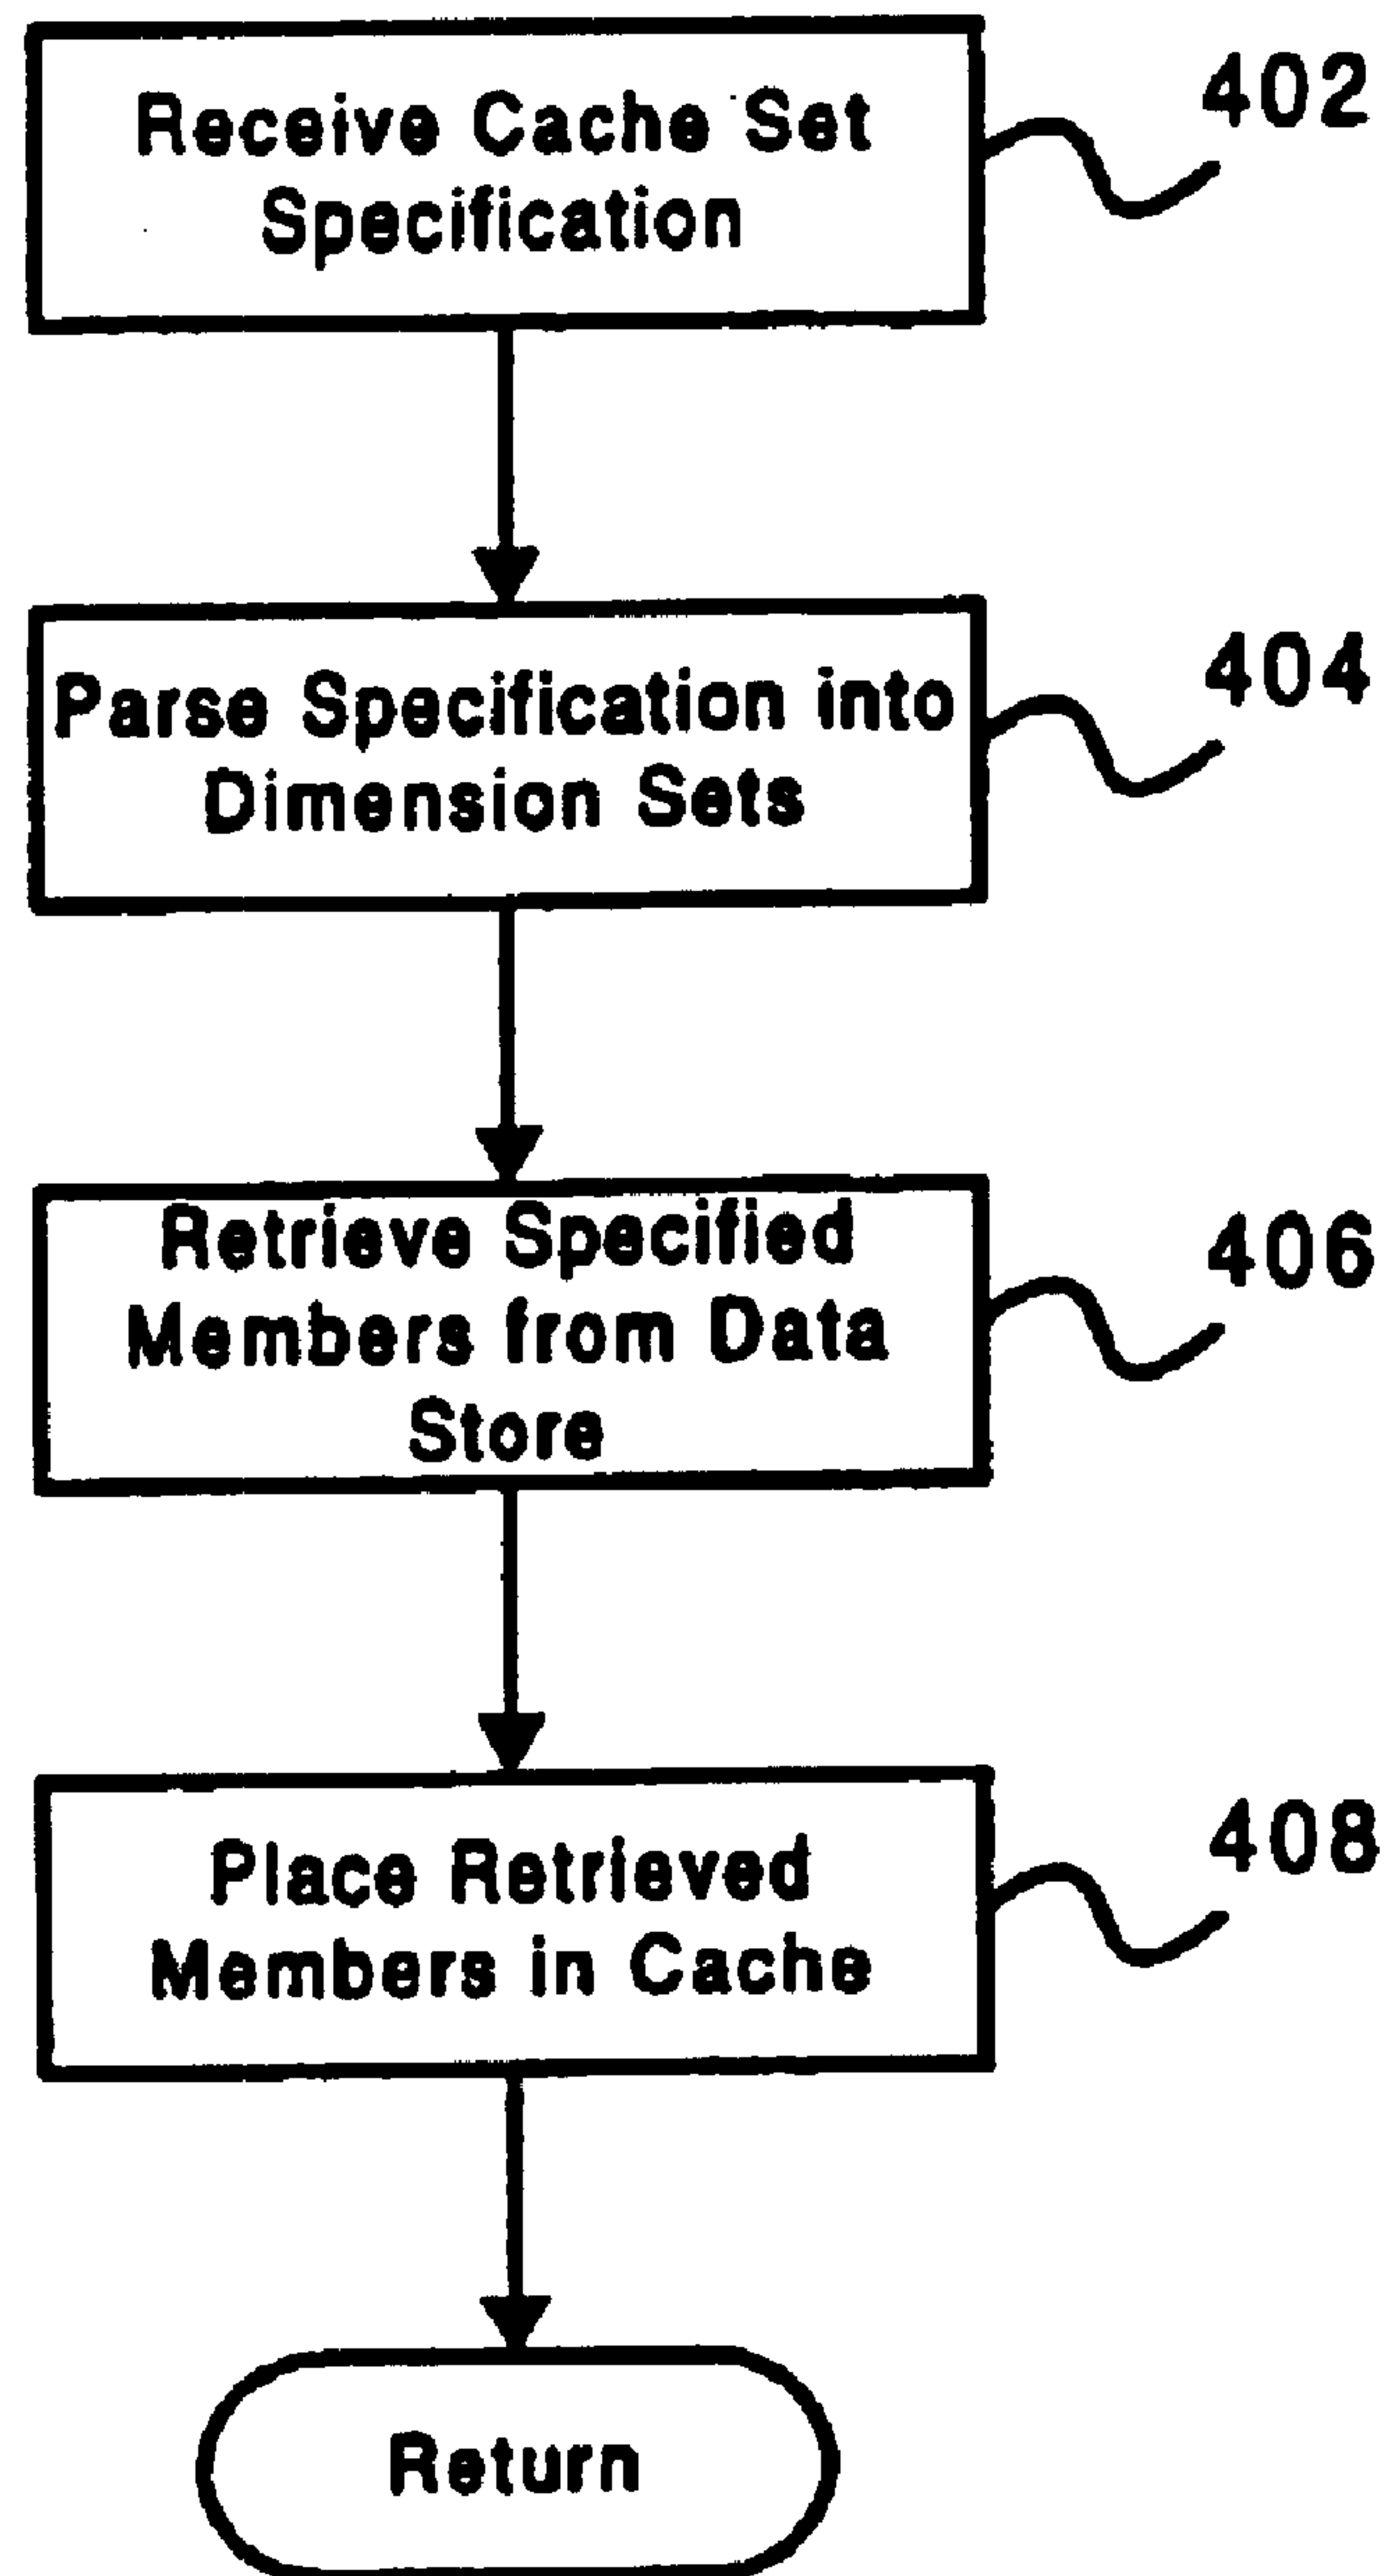 Receive Cache Set
Specification
402
Parse Specification into
Dimension Sets
404
Retrieve Specified
Members from Data
Store
406
Place Retrieved
Members in Cache
408
Return